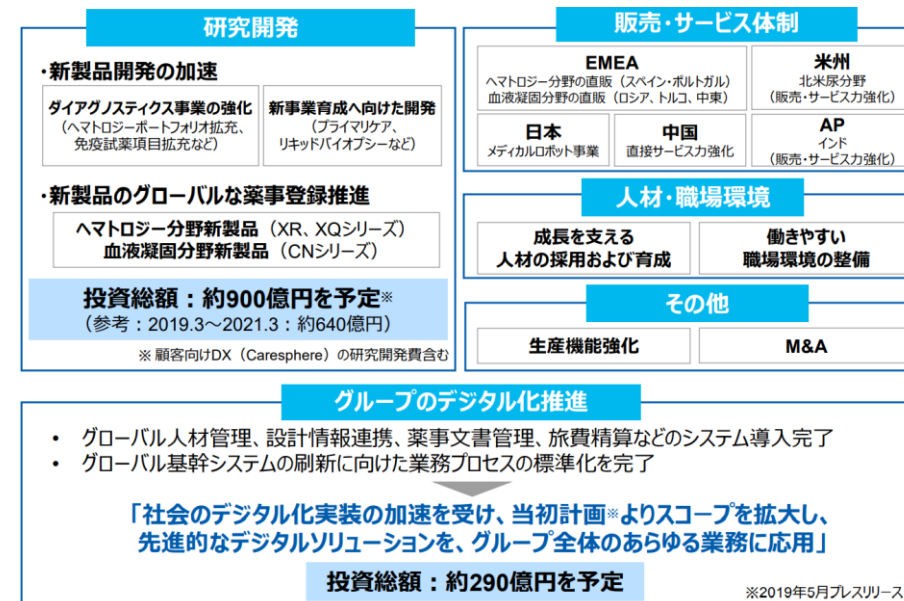 研究開発
・新製品開発の加速
ダイアグノスティクス事業の強化
（ヘマトロジーポートフォリオ拡充、
免疫試薬項目拡充など）
新事業育成へ向けた開発
（プライマリケア、
リキッドバイオプシーなど）
・新製品のグローバルな薬事登録推進
ヘマトロジー分野新製品（XR、XQシリーズ）
血液凝固分野新製品（CNシリーズ）
投資総額：約900億円を予定※
（参考：2019.3～2021.3：約640億円）
※ 顧客向けDX（Caresphere）の研究開発費含む
販売・サービス体制
EMEA
ヘマトロジー分野の直販（スペイン・ポルトガル）
血液凝固分野の直販（ロシア、トルコ、中東）
米州
北米尿分野
（販売・サービス力強化）
日本
メディカルロボット事業
中国
直接サービス力強化
AP
インド
（販売・サービス力強化）
人材・職場環境
成長を支える
人材の採用および育成
働きやすい
職場環境の整備
その他
生産機能強化
M&A
グループのデジタル化推進
• グローバル人材管理、設計情報連携、薬事文書管理、旅費精算などのシステム導入完了
• グローバル基幹システムの刷新に向けた業務プロセスの標準化を完了
「社会のデジタル化実装の加速を受け、当初計画※よりスコープを拡大し、
先進的なデジタルソリューションを、グループ全体のあらゆる業務に応用」
投資総額：約290億円を予定
※2019年5月プレスリリース